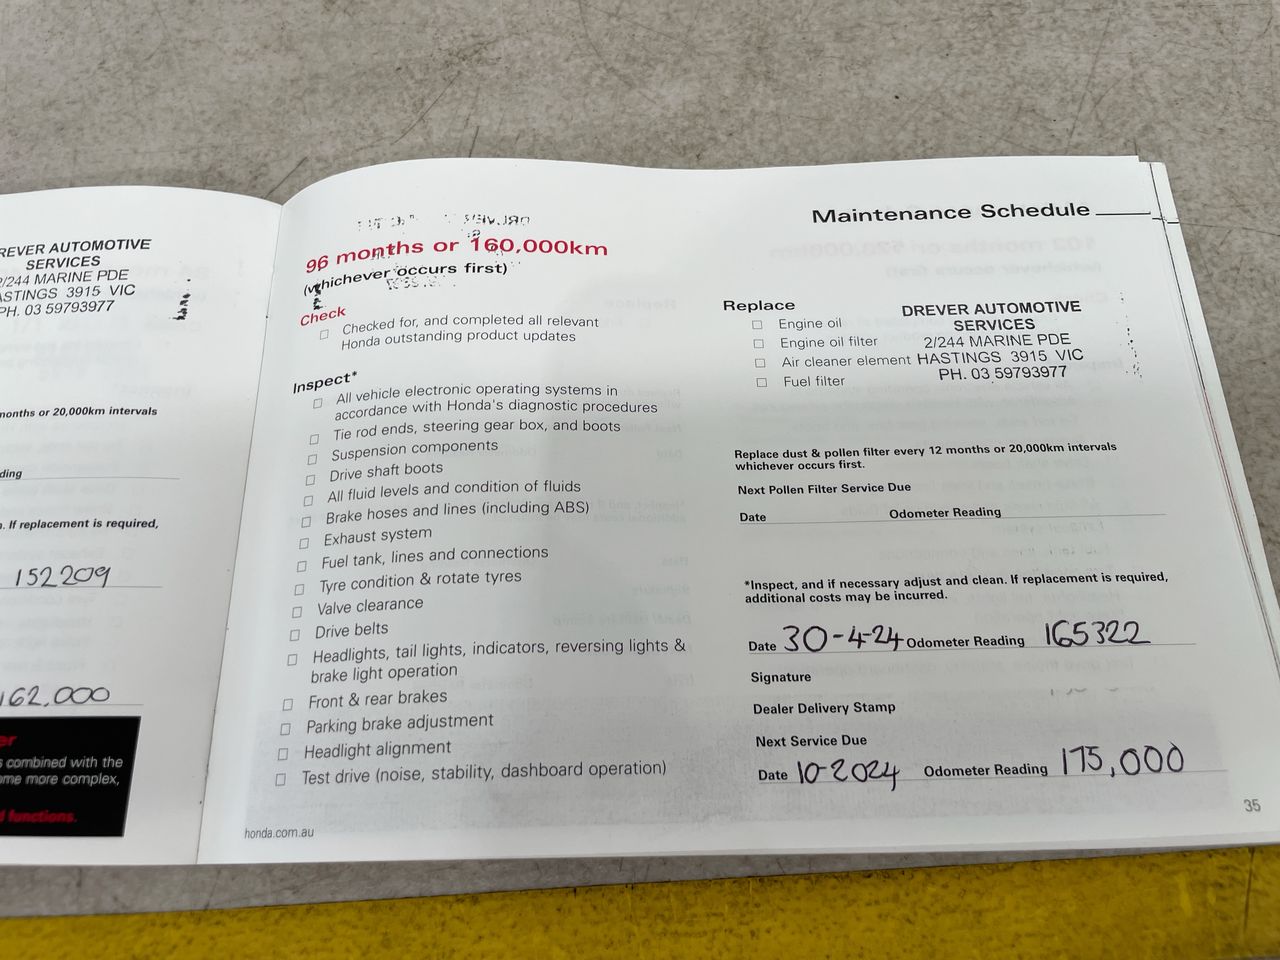 DREVER AUTOMOTIVE
SERVICES
2/244 MARINE PDE
HASTINGS 3915 VIC
PH. 03 59793977
months or 20,000km intervals
If replacement is required,
152209
162.000
s combined with the
more complex,
functions.
Maintenance Schedule
96 months or 160,000km
(whichever occurs first)
Check
☐ Checked for, and completed all relevant
Honda outstanding product updates
Inspect*
☐ All vehicle electronic operating systems in
accordance with Honda's diagnostic procedures
☐ Tie rod ends, steering gear box, and boots
☐ Suspension components
☐ Drive shaft boots
☐ All fluid levels and condition of fluids
☐ Brake hoses and lines (including ABS)
☐ Exhaust system
☐ Fuel tank, lines and connections
☐ Tyre condition & rotate tyres
☐ Valve clearance
☐ Drive belts
☐ Headlights, tail lights, indicators, reversing lights &
brake light operation
☐ Front & rear brakes
☐ Parking brake adjustment
☐ Headlight alignment
☐ Test drive (noise, stability, dashboard operation)
honda.com.au
Replace
☐ Engine oil
☐ Engine oil filter
☐ Air cleaner element
☐ Fuel filter
DREVER AUTOMOTIVE
SERVICES
2/244 MARINE PDE
HASTINGS 3915 VIC
PH. 03 59793977
Replace dust & pollen filter every 12 months or 20,000km intervals
whichever occurs first.
Next Pollen Filter Service Due
Date Odometer Reading
*Inspect, and if necessary adjust and clean. If replacement is required,
additional costs may be incurred.
Date 30-4-24 Odometer Reading 165322
Signature
Dealer Delivery Stamp
Next Service Due
Date 10-2024 Odometer Reading 175,000
35